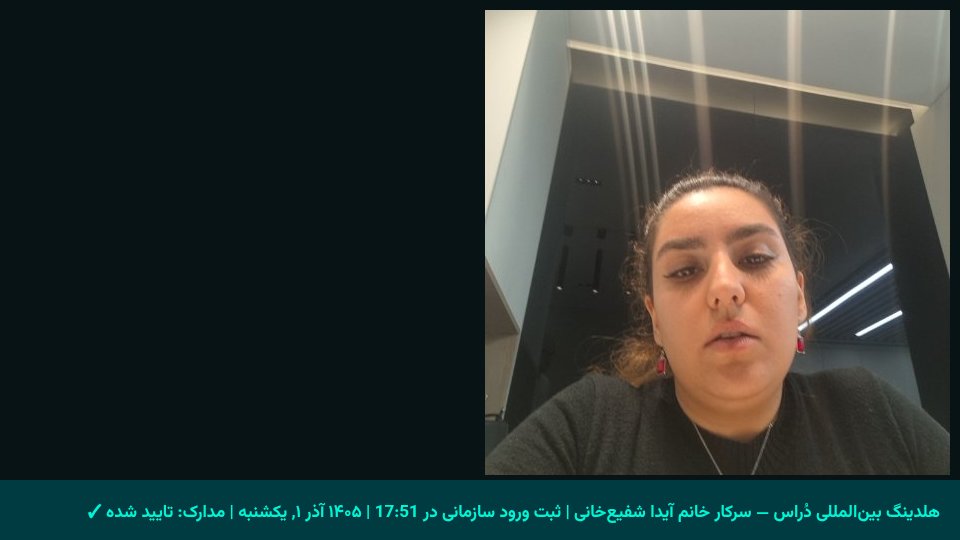 هلدینگ بین‌المللی دُراس — سرکار خانم آیدا شفیع‌خانی | ثبت ورود سازمانی در 17:51 | ۱۴۰۵ آذر ۱, یکشنبه | مدارک: تایید شده ✓